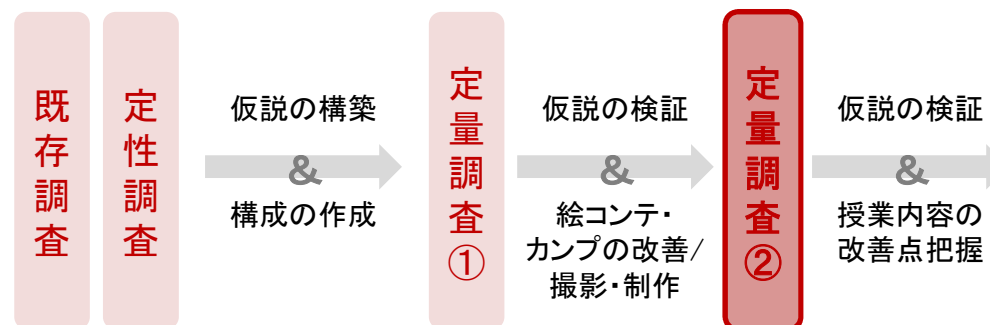 既存調査
定性調査
仮説の構築
&
構成の作成
定量調査①
仮説の検証
&
絵コンテ・
カンプの改善/
撮影・制作
定量調査②
仮説の検証
&
授業内容の
改善点把握